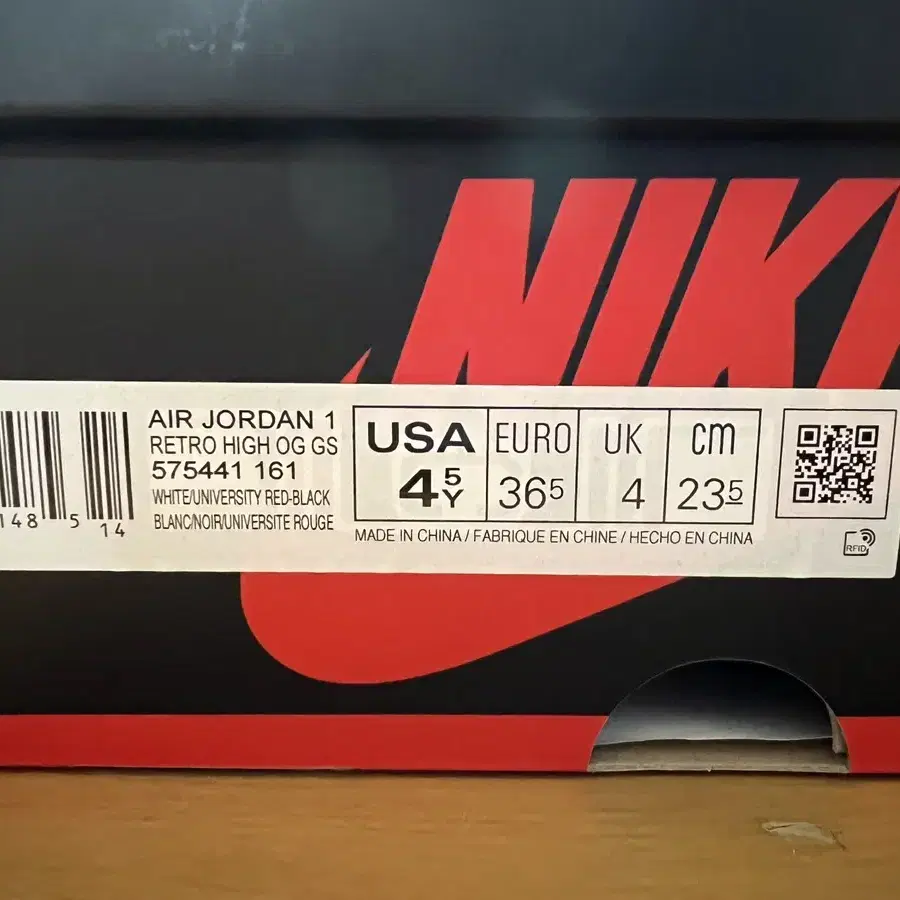 NIK
AIR JORDAN 1
RETRO HIGH OG GS
575441 161
WHITE/UNIVERSITY RED-BLACK
BLANC/NOIR/UNIVERSITE ROUGE
148 5 14
USA EURO UK cm
4 5Y 36 5 4 23 5
MADE IN CHINA / FABRIQUE EN CHINE / HECHO EN CHINA
RFID